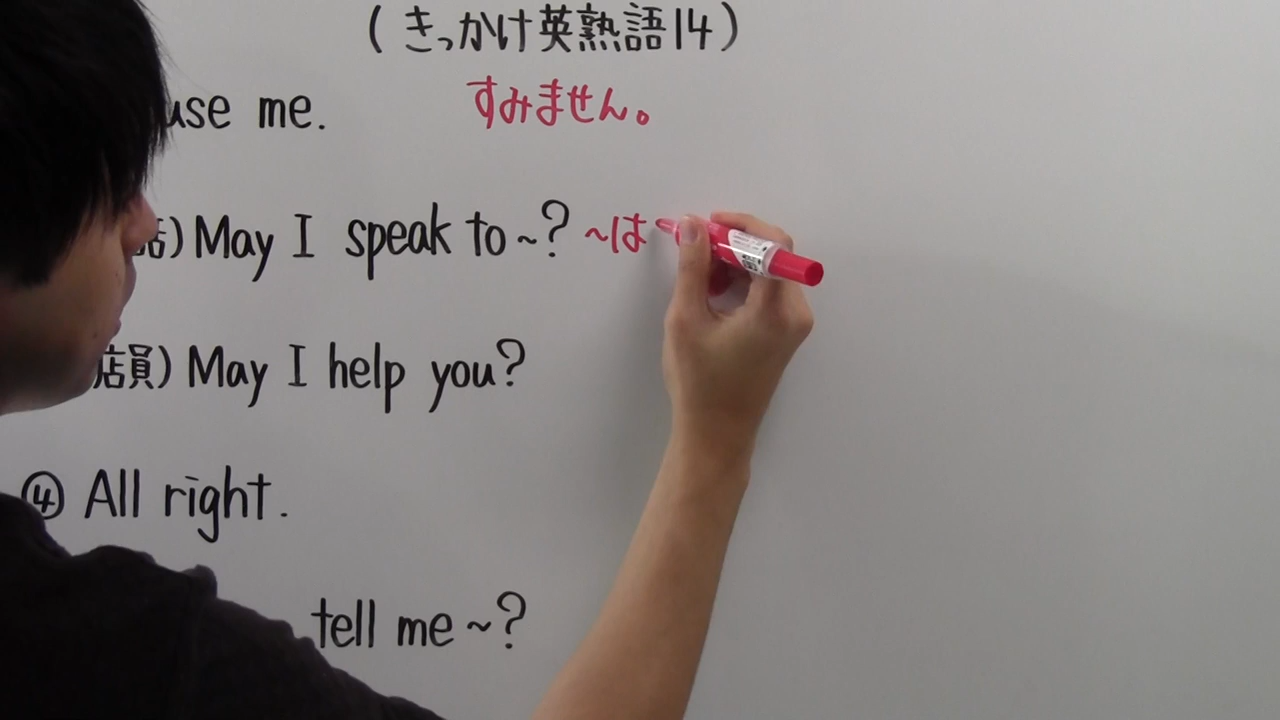 (きっかけ英熟語14)
me. すみません。
話) May I speak to ~? ~は
店員) May I help you?
④ All right.
tell me ~?